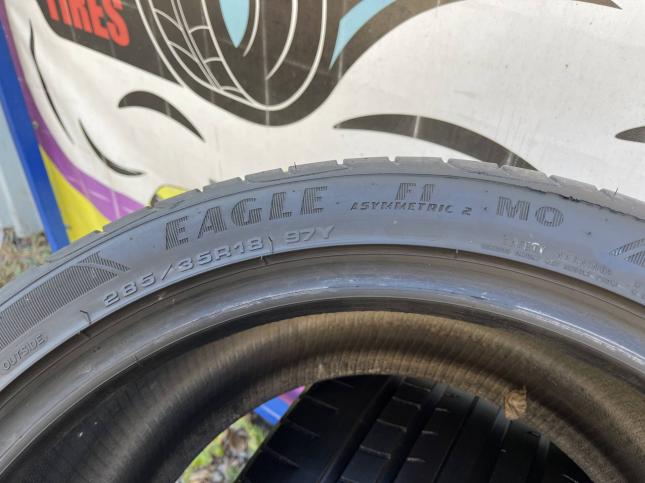 TIRES
EAGLE F1 ASYMMETRIC 2 MO
285/35R18 97Y
OUTSIDE